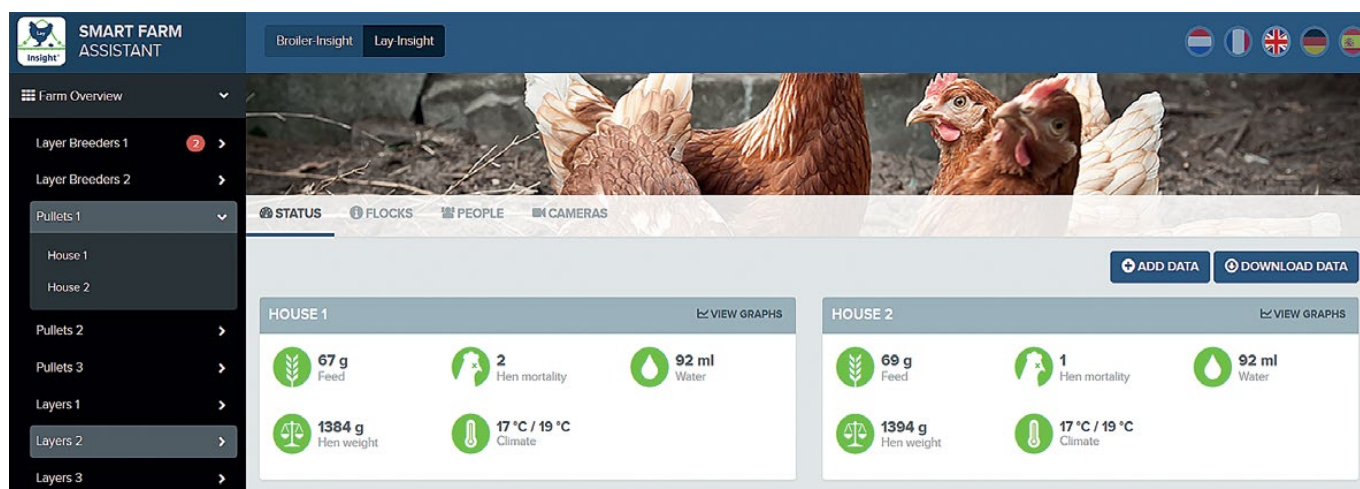 Lay
Insight®
SMART FARM
ASSISTANT
Broiler-Insight
Lay-Insight
Farm Overview
Layer Breeders 1
2
Layer Breeders 2
Pullets 1
House 1
House 2
Pullets 2
Pullets 3
Layers 1
Layers 2
Layers 3
STATUS
FLOCKS
PEOPLE
CAMERAS
ADD DATA
DOWNLOAD DATA
HOUSE 1
VIEW GRAPHS
67 g
Feed
2
Hen mortality
92 ml
Water
1384 g
Hen weight
17 °C / 19 °C
Climate
HOUSE 2
VIEW GRAPHS
69 g
Feed
1
Hen mortality
92 ml
Water
1394 g
Hen weight
17 °C / 19 °C
Climate